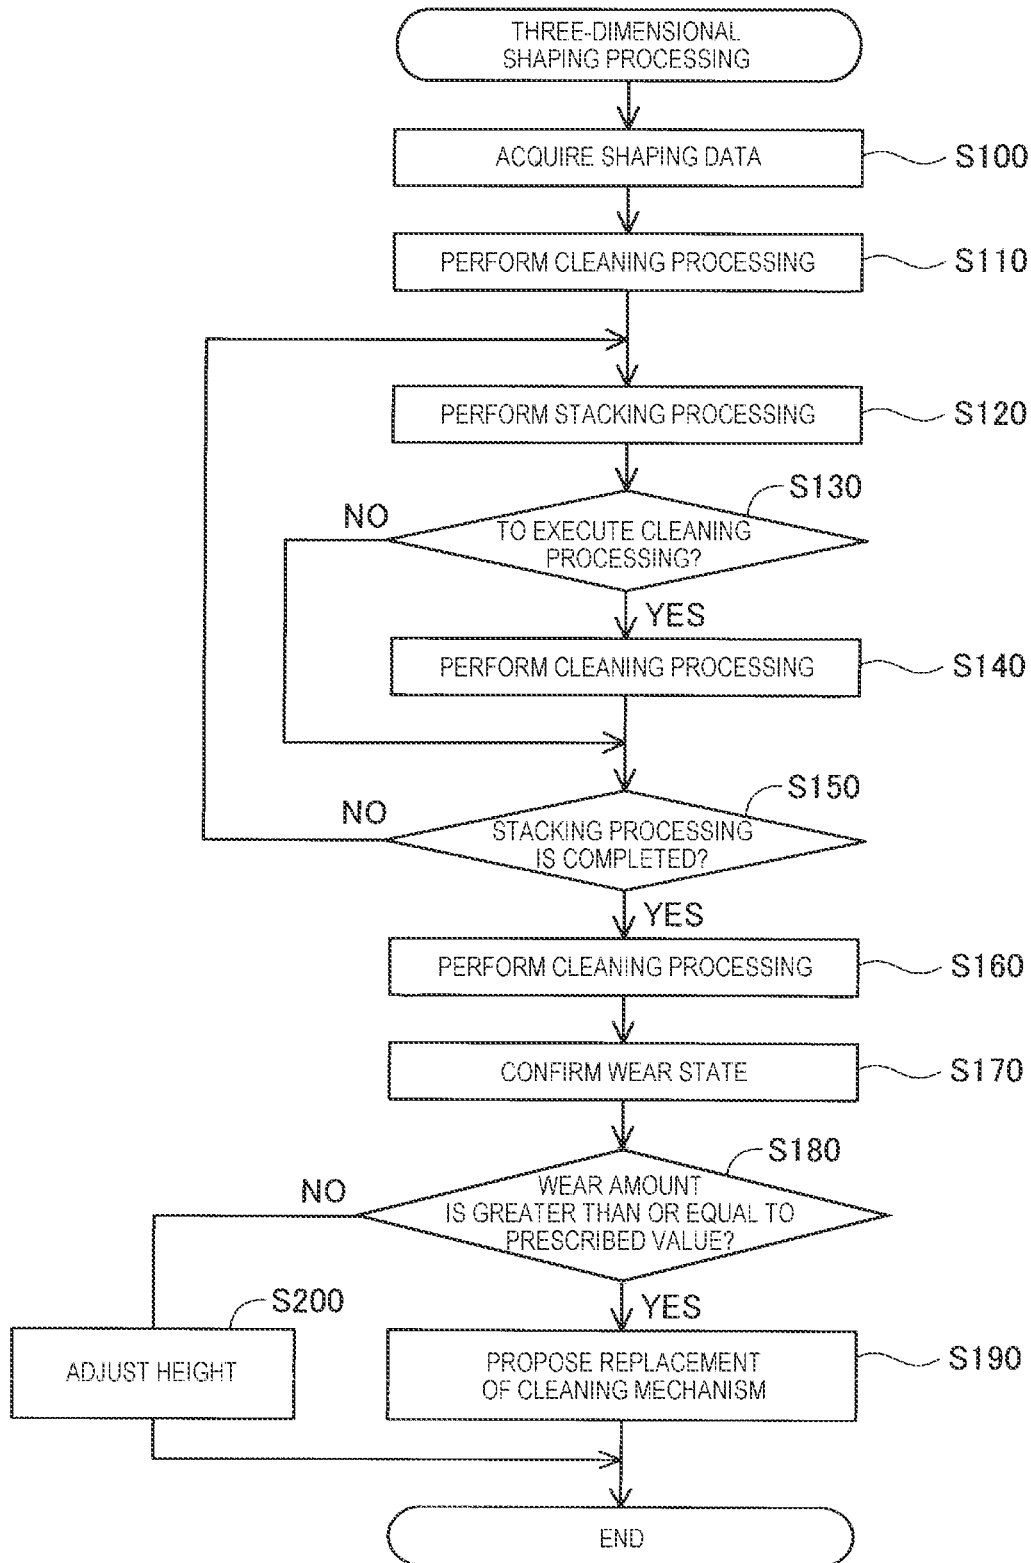 THREE-DIMENSIONAL
SHAPING PROCESSING
ACQUIRE SHAPING DATA
S100
PERFORM CLEANING PROCESSING
S110
PERFORM STACKING PROCESSING
S120
S130
NO
TO EXECUTE CLEANING
PROCESSING?
YES
PERFORM CLEANING PROCESSING
S140
S150
NO
STACKING PROCESSING
IS COMPLETED?
YES
PERFORM CLEANING PROCESSING
S160
CONFIRM WEAR STATE
S170
S180
NO
WEAR AMOUNT
IS GREATER THAN OR EQUAL TO
PRESCRIBED VALUE?
S200
YES
ADJUST HEIGHT
PROPOSE REPLACEMENT
OF CLEANING MECHANISM
S190
END